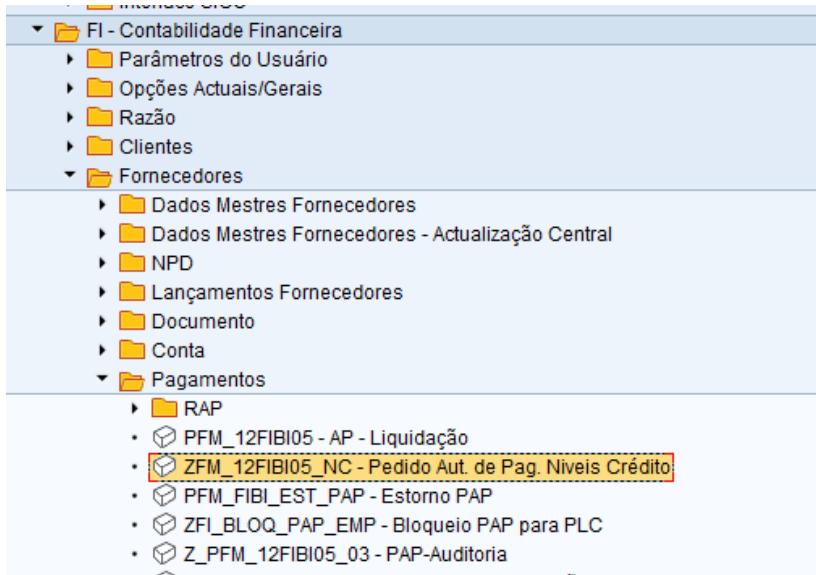 FI - Contabilidade Financeira
Parâmetros do Usuário
Opções Actuais/Gerais
Razão
Clientes
Fornecedores
Dados Mestres Fornecedores
Dados Mestres Fornecedores - Actualização Central
NPD
Lançamentos Fornecedores
Documento
Conta
Pagamentos
RAP
PFM_12FIBI05 - AP - Liquidação
ZFM_12FIBI05_NC - Pedido Aut. de Pag. Niveis Crédito
PFM_FIBI_EST_PAP - Estorno PAP
ZFI_BLOQ_PAP_EMP - Bloqueio PAP para PLC
Z_PFM_12FIBI05_03 - PAP-Auditoria